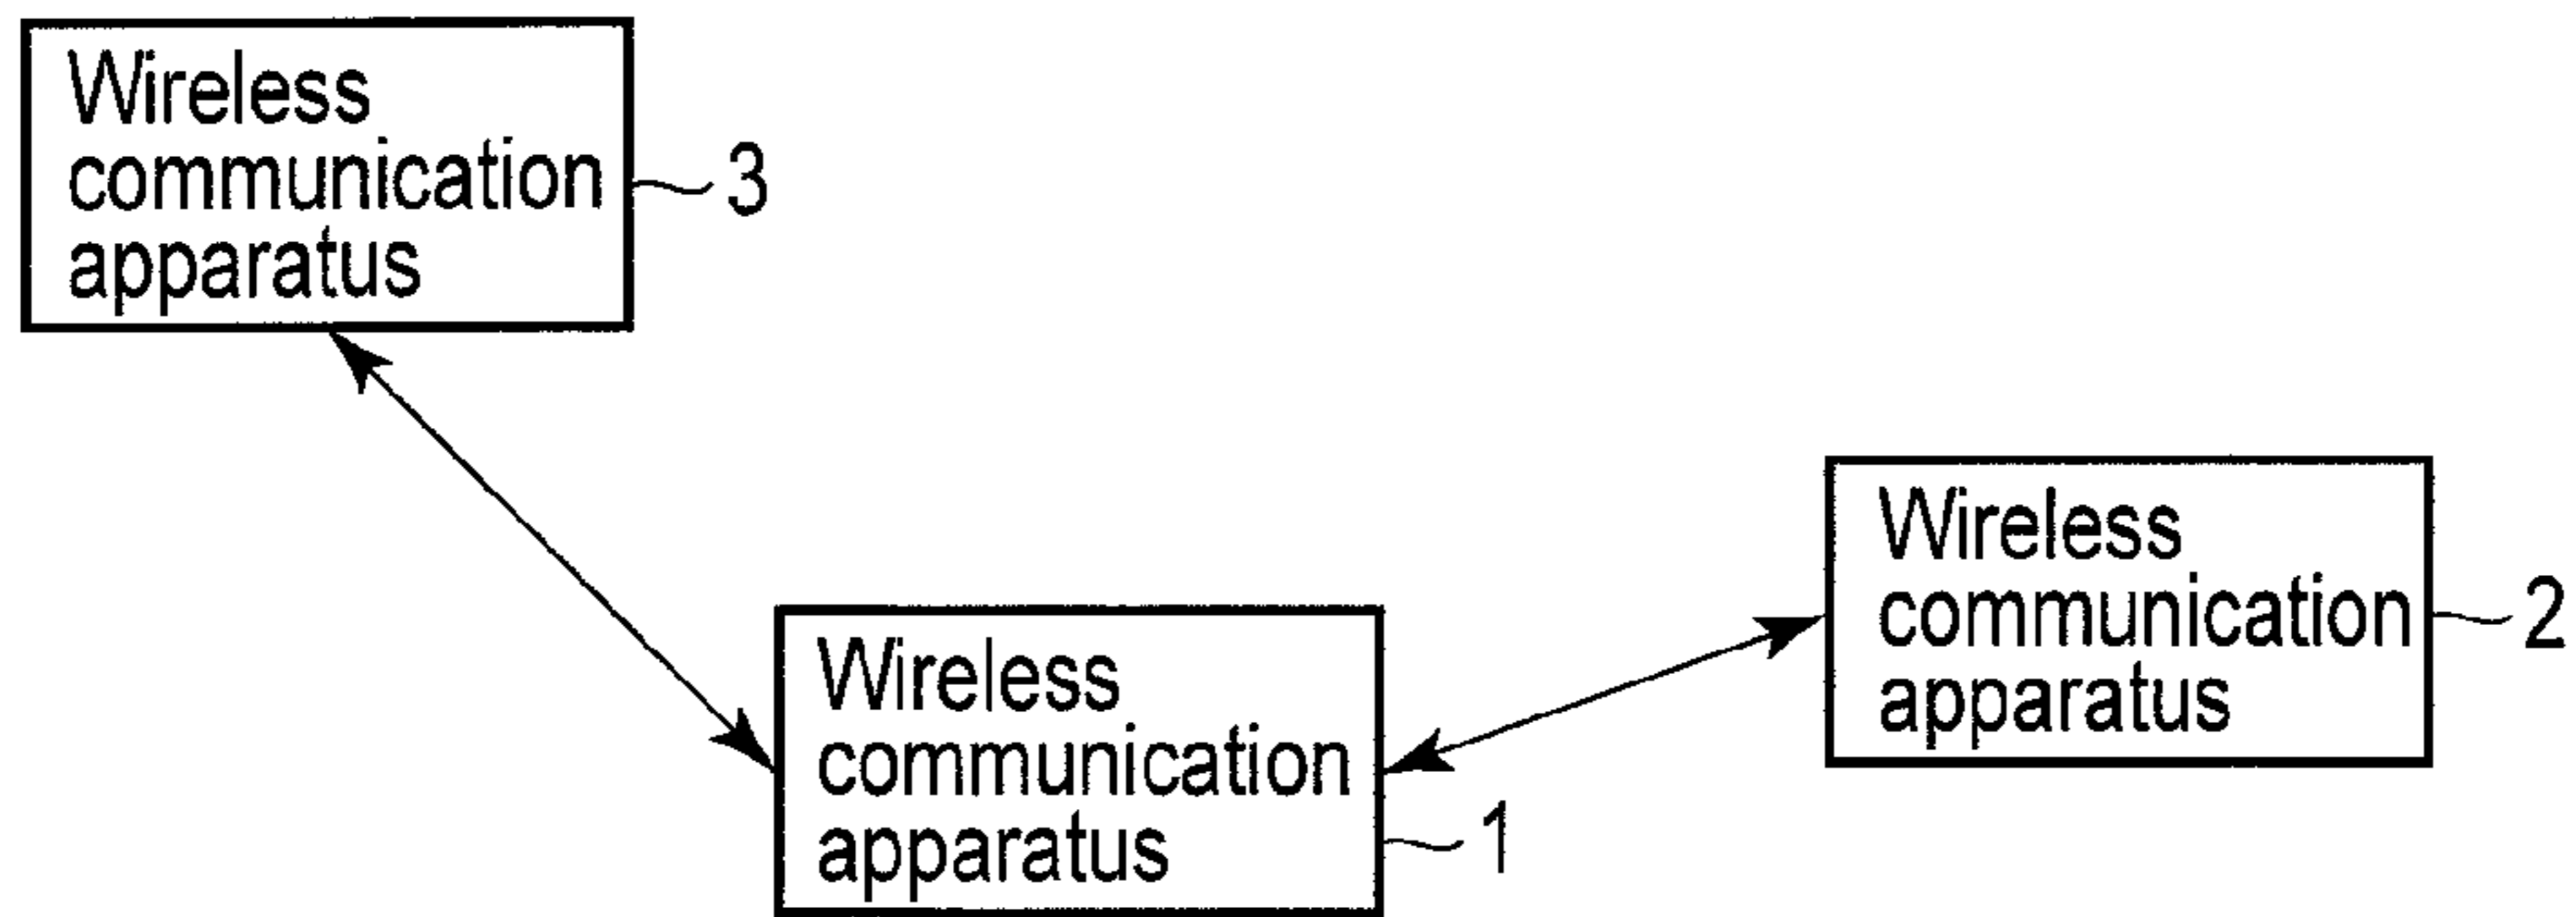 Wireless
communication
apparatus
3
Wireless
communication
apparatus
2
Wireless
communication
apparatus
1